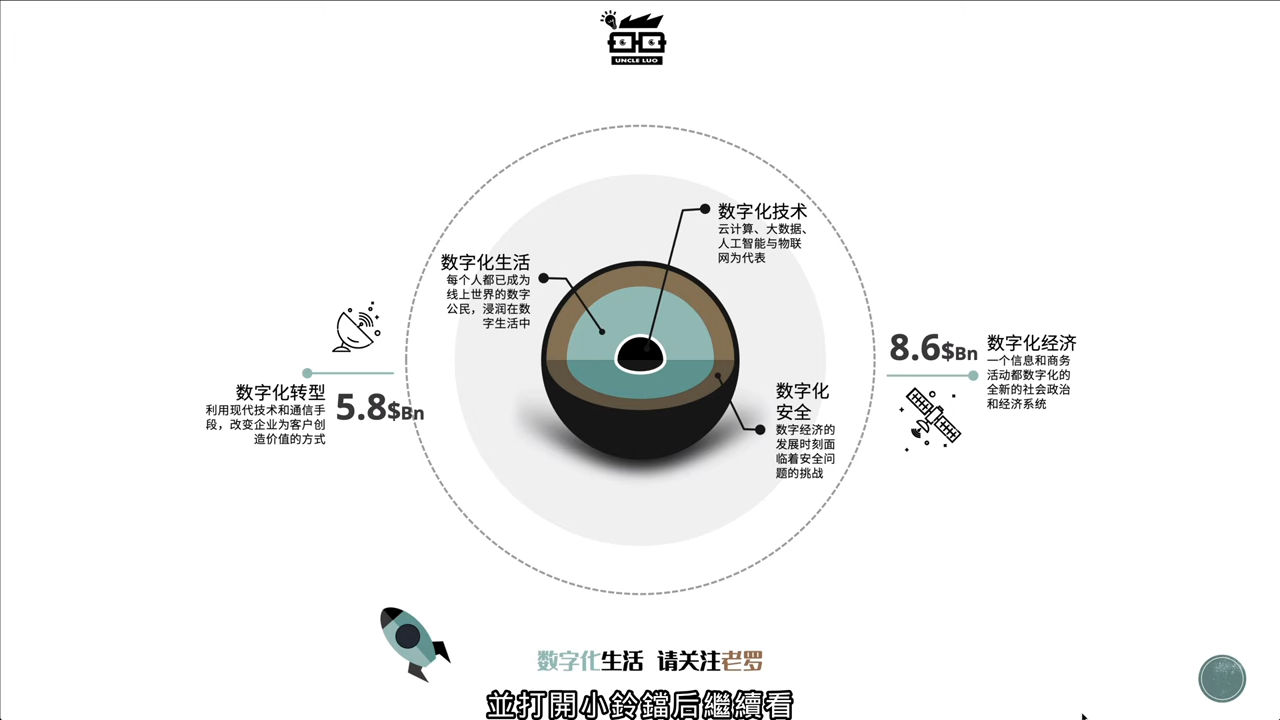 UNCLE LUO
数字化技术
云计算、大数据、
人工智能与物联
网为代表
数字化生活
每个人都已成为
线上世界的数字
公民，浸润在数
字生活中
8.6$Bn
数字化经济
一个信息和商务
活动都数字化的
全新的社会政治
和经济系统
数字化转型
利用现代技术和通信手
段，改变企业为客户创
造价值的方式
5.8$Bn
数字化
安全
数字经济的
发展时刻面
临着安全问
题的挑战
数字化生活 请关注老罗
並打開小鈴鐺后繼續看